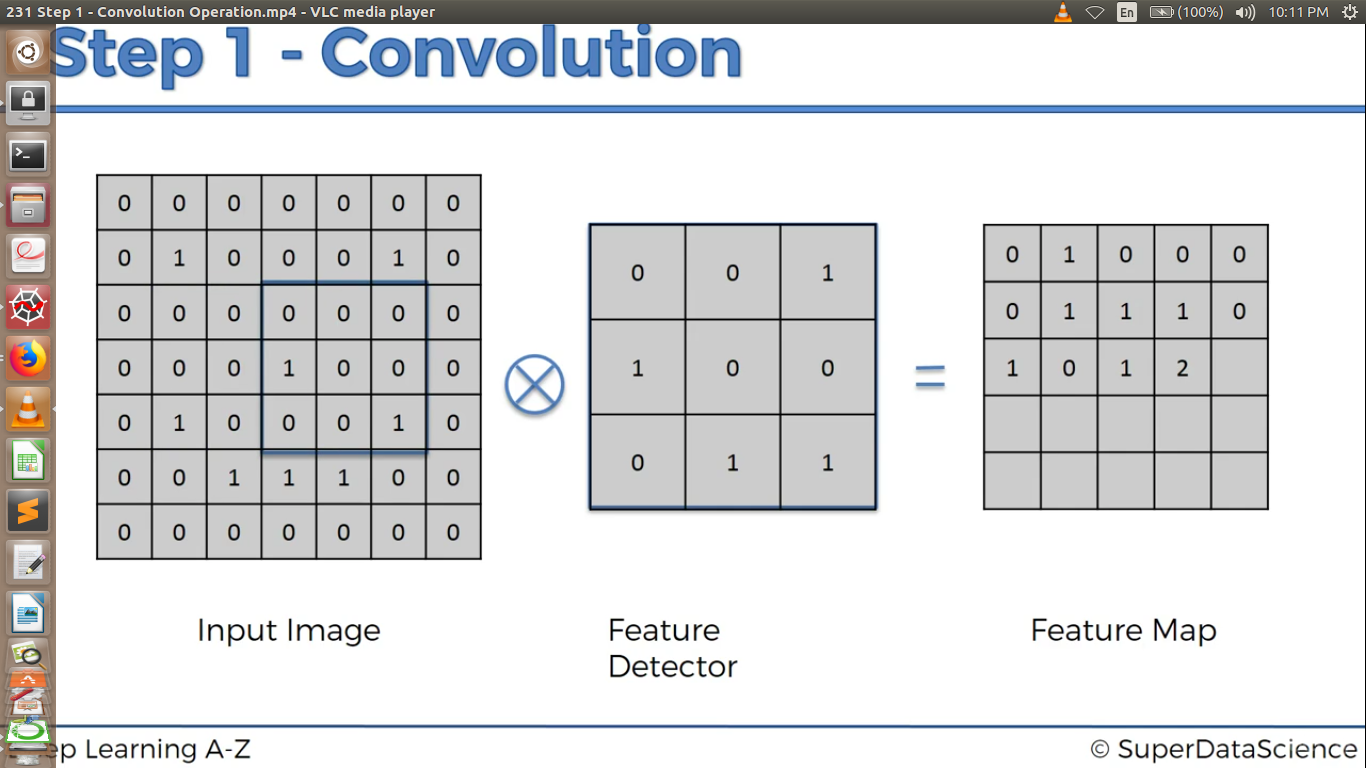 231 Step 1 - Convolution Operation.mp4 - VLC media player
En (100%) 10:11 PM
Step 1 - Convolution
0 0 0 0 0 0 0
0 1 0 0 0 1 0
0 0 0 0 0 0 0
0 0 0 1 0 0 0
0 1 0 0 0 1 0
0 0 1 1 1 0 0
0 0 0 0 0 0 0
0 0 1
1 0 0
0 1 1
=
0 1 0 0 0
0 1 1 1 0
1 0 1 2
Input Image
Feature
Detector
Feature Map
ep Learning A-Z
© SuperDataScience